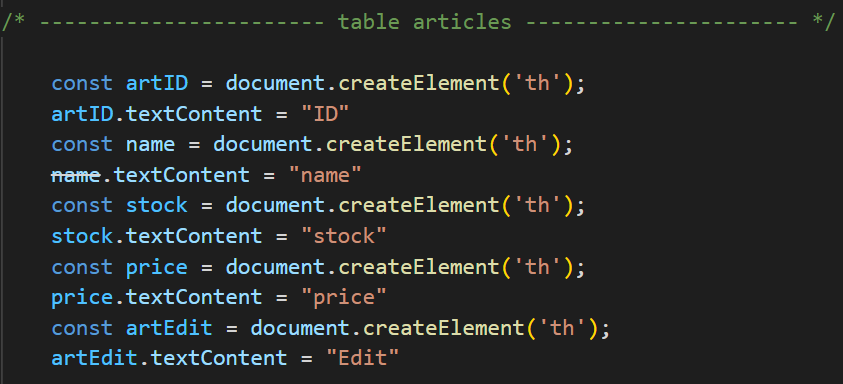 /* ----------------------- table articles ---------------------- */
const artID = document.createElement('th');
artID.textContent = "ID"
const name = document.createElement('th');
name.textContent = "name"
const stock = document.createElement('th');
stock.textContent = "stock"
const price = document.createElement('th');
price.textContent = "price"
const artEdit = document.createElement('th');
artEdit.textContent = "Edit"